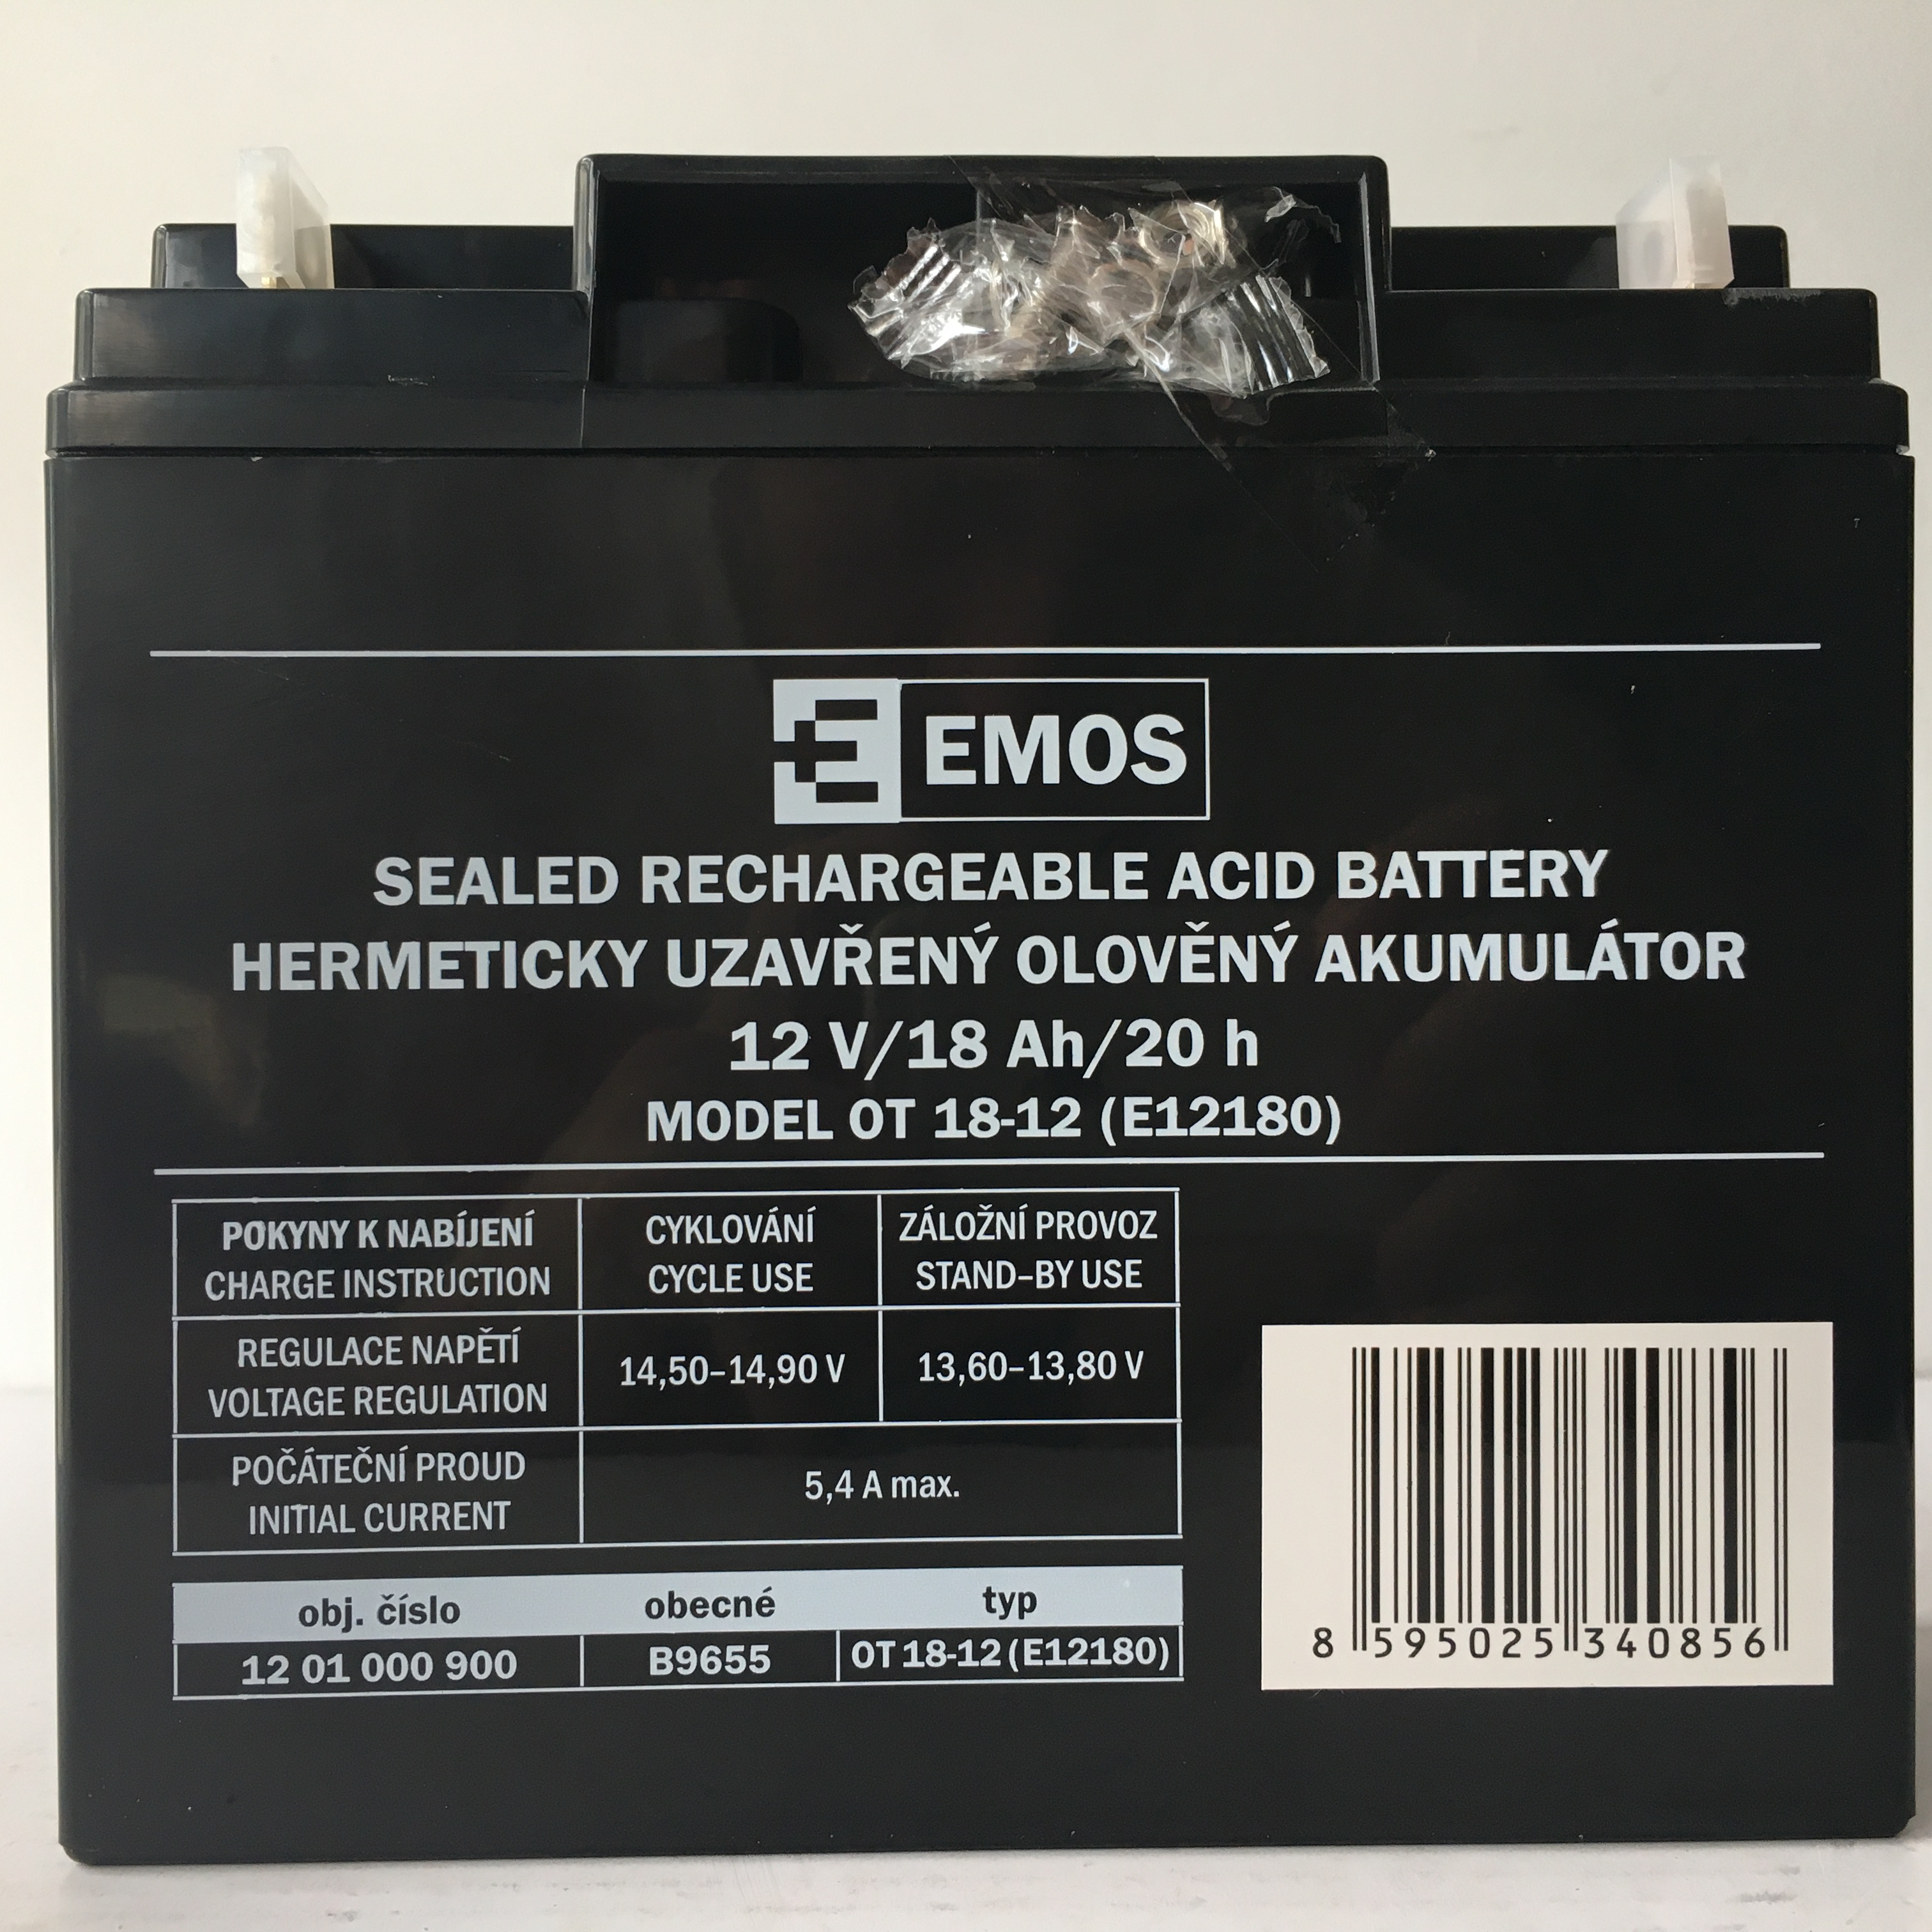 EMOS
SEALED RECHARGEABLE ACID BATTERY
HERMETICKY UZAVŘENÝ OLOVĚNÝ AKUMULÁTOR
12 V/18 Ah/20 h
MODEL OT 18-12 (E12180)
POKYNY K NABÍJENÍ
CHARGE INSTRUCTION
CYKLOVÁNÍ
CYCLE USE
ZÁLOŽNÍ PROVOZ
STAND–BY USE
REGULACE NAPĚTÍ
VOLTAGE REGULATION
14,50–14,90 V
13,60–13,80 V
POČÁTEČNÍ PROUD
INITIAL CURRENT
5,4 A max.
obj. číslo obecné typ
12 01 000 900 B9655 OT 18-12 (E12180)
8 595025 340856